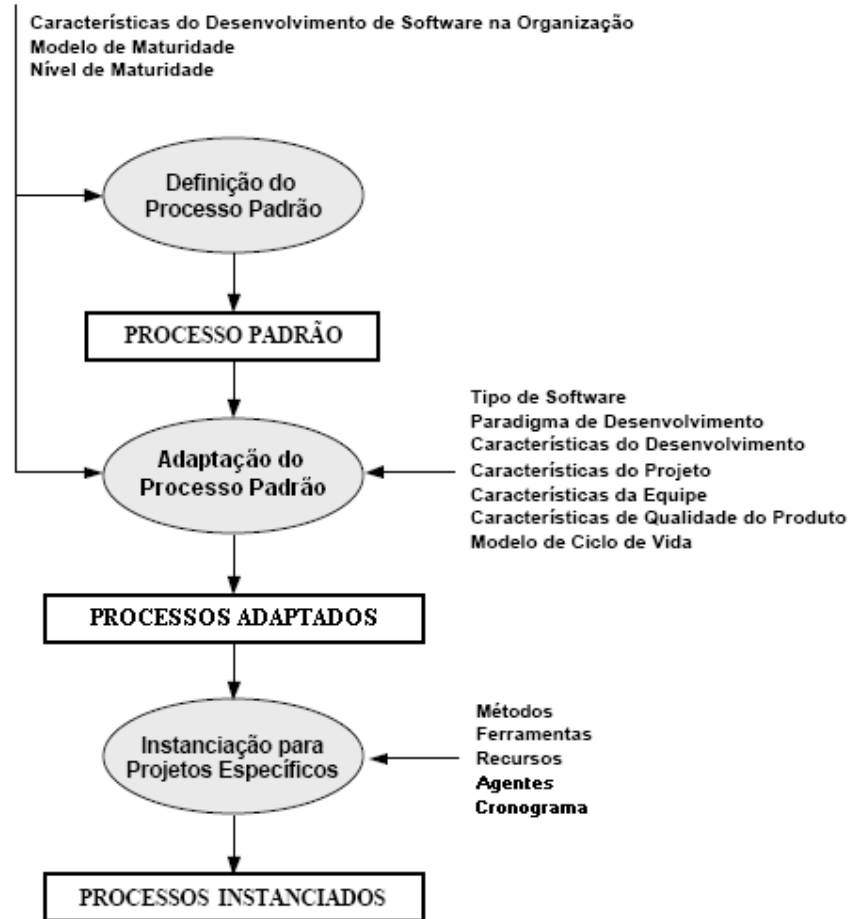 Características do Desenvolvimento de Software na Organização
Modelo de Maturidade
Nível de Maturidade
Definição do
Processo Padrão
PROCESSO PADRÃO
Tipo de Software
Paradigma de Desenvolvimento
Características do Desenvolvimento
Características do Projeto
Características da Equipe
Características de Qualidade do Produto
Modelo de Ciclo de Vida
Adaptação do
Processo Padrão
PROCESSOS ADAPTADOS
Métodos
Ferramentas
Recursos
Agentes
Cronograma
Instanciação para
Projetos Específicos
PROCESSOS INSTANCIADOS